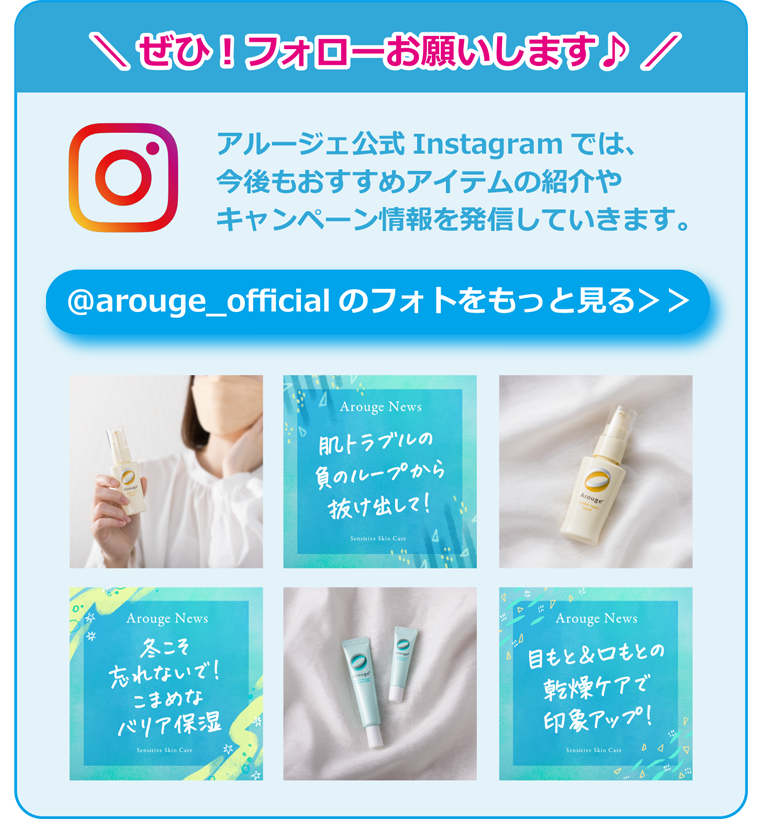 ＼ ぜひ！フォローお願いします♪ ／
アルージェ公式 Instagram では、
今後もおすすめアイテムの紹介や
キャンペーン情報を発信していきます。
@arouge_official のフォトをもっと見る＞＞
Arouge
Arouge News
肌トラブルの
負のループから
抜け出して！
Sensitive Skin Care
Arouge
Arouge News
冬こそ
忘れないで！
こまめな
バリア保湿
Sensitive Skin Care
Arouge
Arouge
Arouge News
目もと＆口もとの
乾燥ケアで
印象アップ！
Sensitive Skin Care